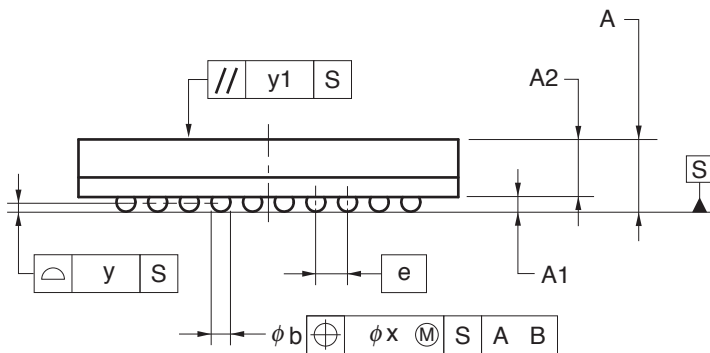 A
// y1 S
A2
S
⌓ y S
e
A1
ϕb ⌖ ϕx Ⓜ S A B